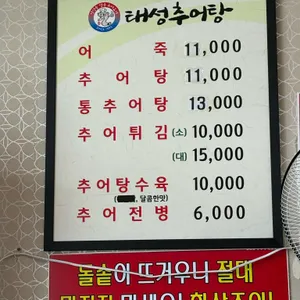 태성추어탕
어 죽 11,000
추 어 탕 11,000
통 추 어 탕 13,000
추 어 튀 김 (소) 10,000
(대) 15,000
추 어 탕 수 육 10,000
(, 달콤한맛)
추 어 전 병 6,000
돌솥이 뜨거우니 절대